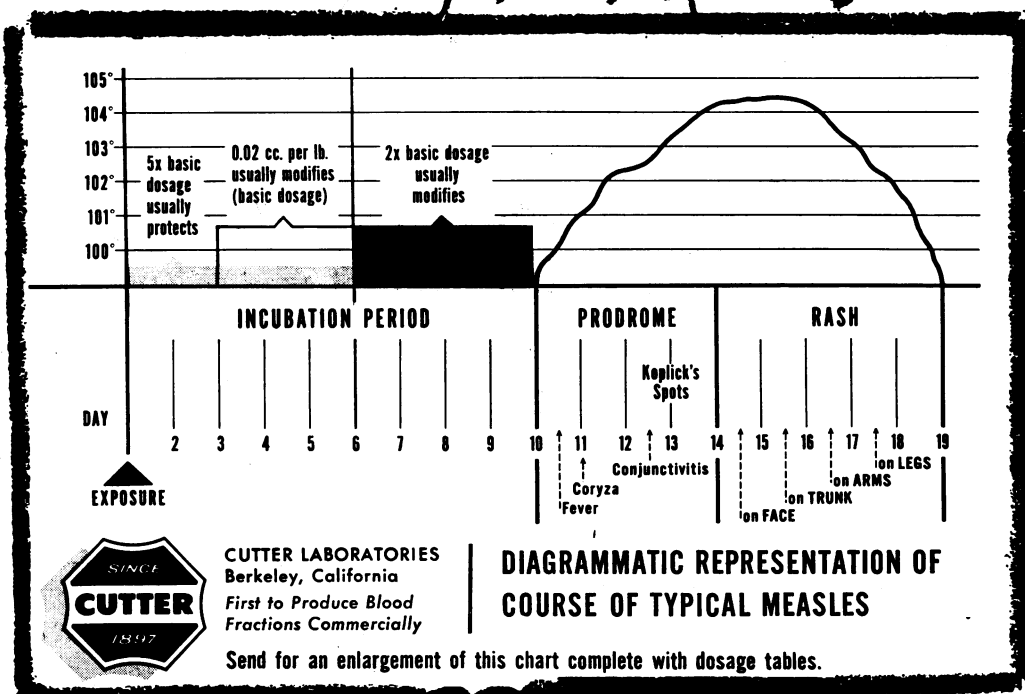 105°
104°
103°
102°
101°
100°
5x basic
dosage
usually
protects
0.02 cc. per lb.
usually modifies
(basic dosage)
2x basic dosage
usually
modifies
INCUBATION PERIOD
PRODROME
RASH
Koplick's
Spots
DAY
2 3 4 5 6 7 8 9 10 11 12 13 14 15 16 17 18 19
EXPOSURE
Fever
Coryza
Conjunctivitis
on FACE
on TRUNK
on ARMS
on LEGS
SINCE
CUTTER
1897
CUTTER LABORATORIES
Berkeley, California
First to Produce Blood
Fractions Commercially
DIAGRAMMATIC REPRESENTATION OF
COURSE OF TYPICAL MEASLES
Send for an enlargement of this chart complete with dosage tables.